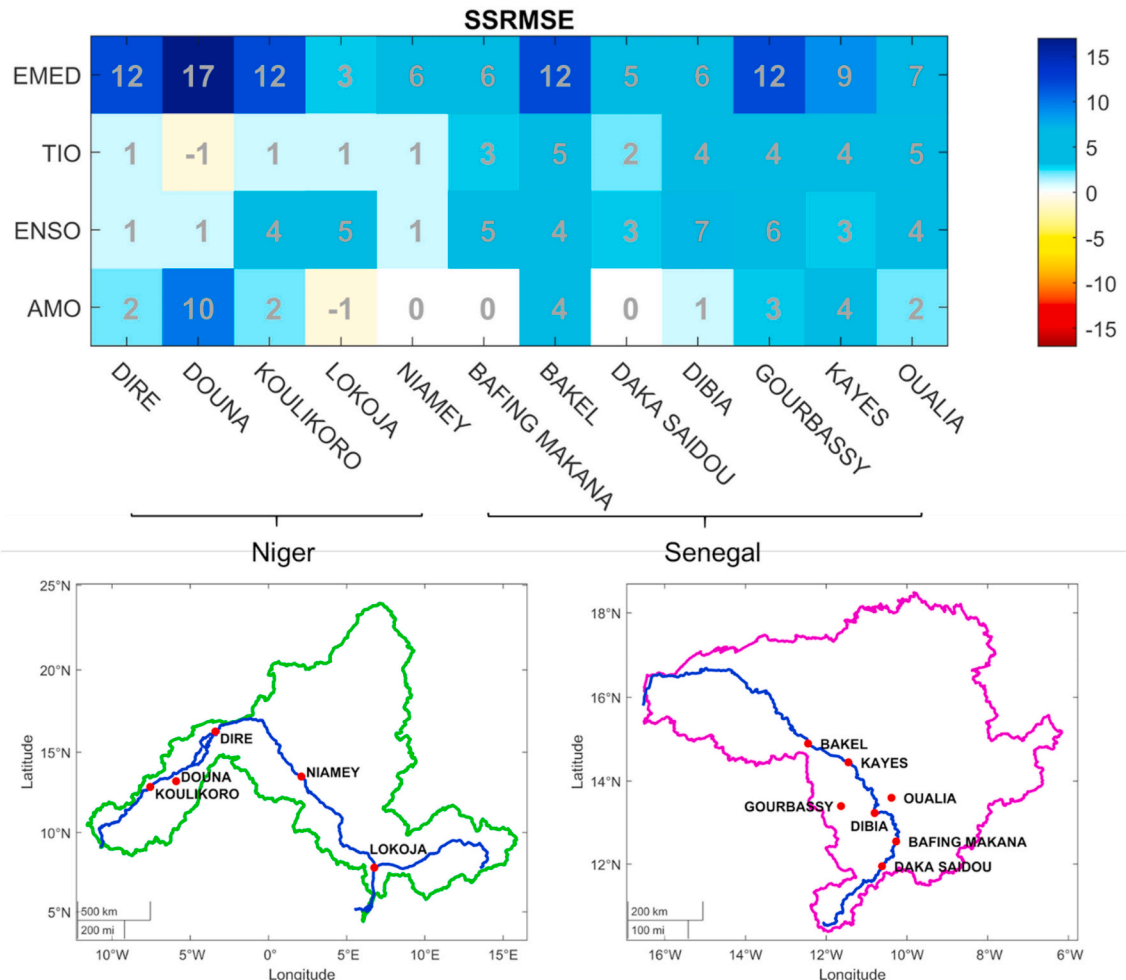 SSRMSE
EMED 12 17 12 3 6 6 12 5 6 12 9 7
TIO 1 -1 1 1 1 3 5 2 4 4 4 5
ENSO 1 1 4 5 1 5 4 3 7 6 3 4
AMO 2 10 2 -1 0 0 4 0 1 3 4 2
15
10
5
0
-5
-10
-15
DIRE
DOUNA
KOULIKORO
LOKOJA
NIAMEY
BAFING MAKANA
BAKEL
DAKA SAIDOU
DIBIA
GOURBASSY
KAYES
OUALIA
Niger
Senegal
25°N
20°N
15°N
10°N
5°N
Latitude
DIRE
DOUNA
KOULIKORO
NIAMEY
LOKOJA
500 km
200 mi
10°W 5°W 0° 5°E 10°E 15°E
Longitude
18°N
16°N
14°N
12°N
Latitude
BAKEL
KAYES
OUALIA
GOURBASSY
DIBIA
BAFING MAKANA
DAKA SAIDOU
200 km
100 mi
16°W 14°W 12°W 10°W 8°W 6°W
Longitude